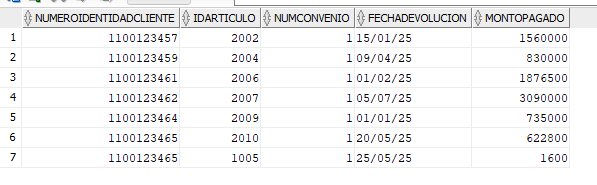 NUMEROIDENTIDADCLIENTE IDARTICULO NUMCONVENIO FECHADEVOLUCION MONTOPAGADO
1 1100123457 2002 1 15/01/25 1560000
2 1100123459 2004 1 09/04/25 830000
3 1100123461 2006 1 01/02/25 1876500
4 1100123462 2007 1 05/07/25 3090000
5 1100123464 2009 1 01/01/25 735000
6 1100123465 2010 1 20/05/25 622800
7 1100123465 1005 1 25/05/25 1600